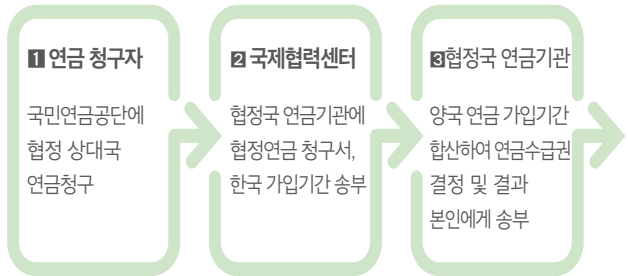 1 연금 청구자
국민연금공단에
협정 상대국
연금청구
2 국제협력센터
협정국 연금기관에
협정연금 청구서,
한국 가입기간 송부
3협정국 연금기관
양국 연금 가입기간
합산하여 연금수급권
결정 및 결과
본인에게 송부